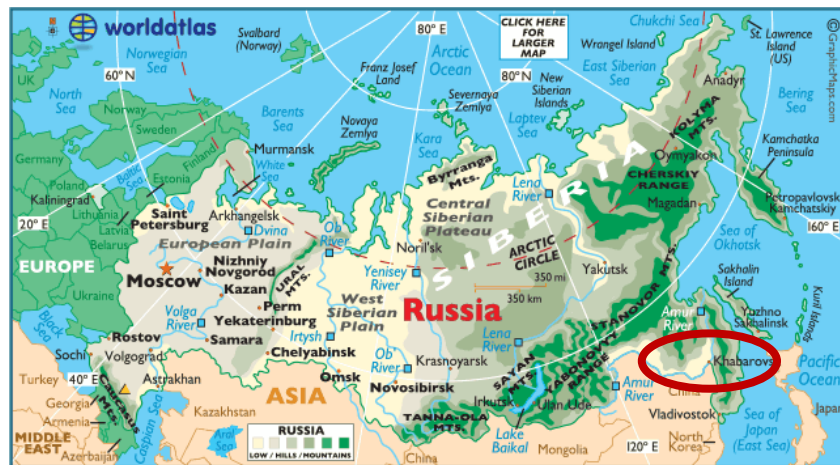 worldatlas
CLICK HERE
FOR
LARGER
MAP
©GraphicMaps.com
80° E
Arctic
Ocean
80° N
60° N
Svalbard
(Norway)
Norwegian
Sea
Franz Josef
Land
Severnaya
Zemlya
New
Siberian
Islands
Wrangel Island
East Siberian
Sea
Chukchi Sea
St. Lawrence
Island
(US)
Anadyr
Bering
Sea
UK
North
Sea
Norway
Sweden
Finland
Estonia
Baltic Sea
Germany
Poland
Kaliningrad
Lithuania
Latvia
Belarus
20° E
Barents
Sea
Novaya
Zemlya
Kara
Sea
Laptev
Sea
Murmansk
White
Sea
Byrranga
Mts.
Lena
River
KOLYMA
MTS.
Oymyakon
CHERSKIY
RANGE
Magadan
Kamchatka
Peninsula
Petropavlovsk
Kamchatskiy
160° E
Saint
Petersburg
Arkhangelsk
Dvina
European Plain
Ob
River
Noril'sk
Central
Siberian
Plateau
SIBERIA
ARCTIC
CIRCLE
Sea
of
Okhotsk
EUROPE
Moscow
Nizhniy
Novgorod
Kazan
URAL
MTS.
Perm
Yekaterinburg
Yenisey
River
West
Siberian
Plain
Russia
350 mi
350 km
Yakutsk
STANOVOY MTS.
Sakhalin
Island
Kuril Islands
Ukraine
Black
Sea
Volga
River
Rostov
Volgograd
Samara
Chelyabinsk
Irtysh
Omsk
Ob
River
Novosibirsk
Krasnoyarsk
Lena
River
SAYAN
MTS.
YABONOVYY
RANGE
Amur
River
Yuzhno
Sakhalinsk
Khabarovs
Pacific
Ocean
Sochi
Turkey
40° E
Astrakhan
Caucasus
Mts.
Georgia
Armenia
Azerbaijan
Caspian Sea
MIDDLE
EAST
Kazakhstan
Aral
Sea
ASIA
TANNA-OLA
MTS.
Irkutsk
Ulan Ude
Lake
Baikal
Amur
River
China
Vladivostok
Sea of
Japan
(East Sea)
Japan
North
Korea
120° E
Mongolia
China
RUSSIA
LOW / HILLS / MOUNTAINS